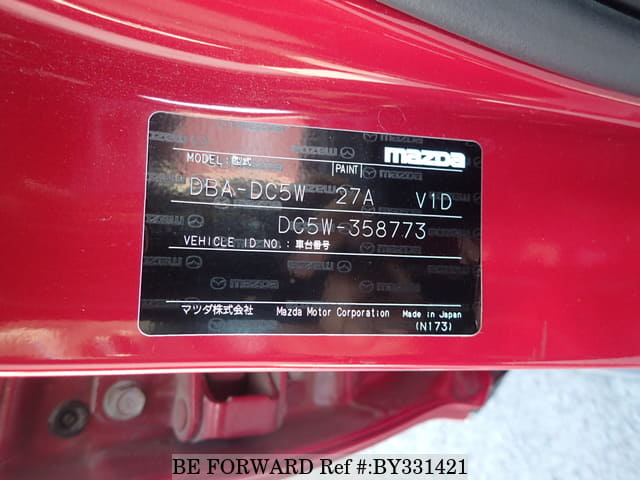 mazda
MODEL: 型式 PAINT
DBA-DC5W 27A V1D
DC5W-358773
VEHICLE ID NO.: 車台番号
マツダ株式会社 Mazda Motor Corporation Made in Japan
(N173)
BE FORWARD Ref #:BY331421